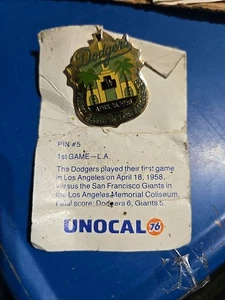 Dodgers
PIN #5
1ST GAME—L.A.
The Dodgers played their first game
in Los Angeles on April 18, 1958,
versus the San Francisco Giants in
the Los Angeles Memorial Coliseum.
Final score: Dodgers 6, Giants 5.
UNOCAL 76